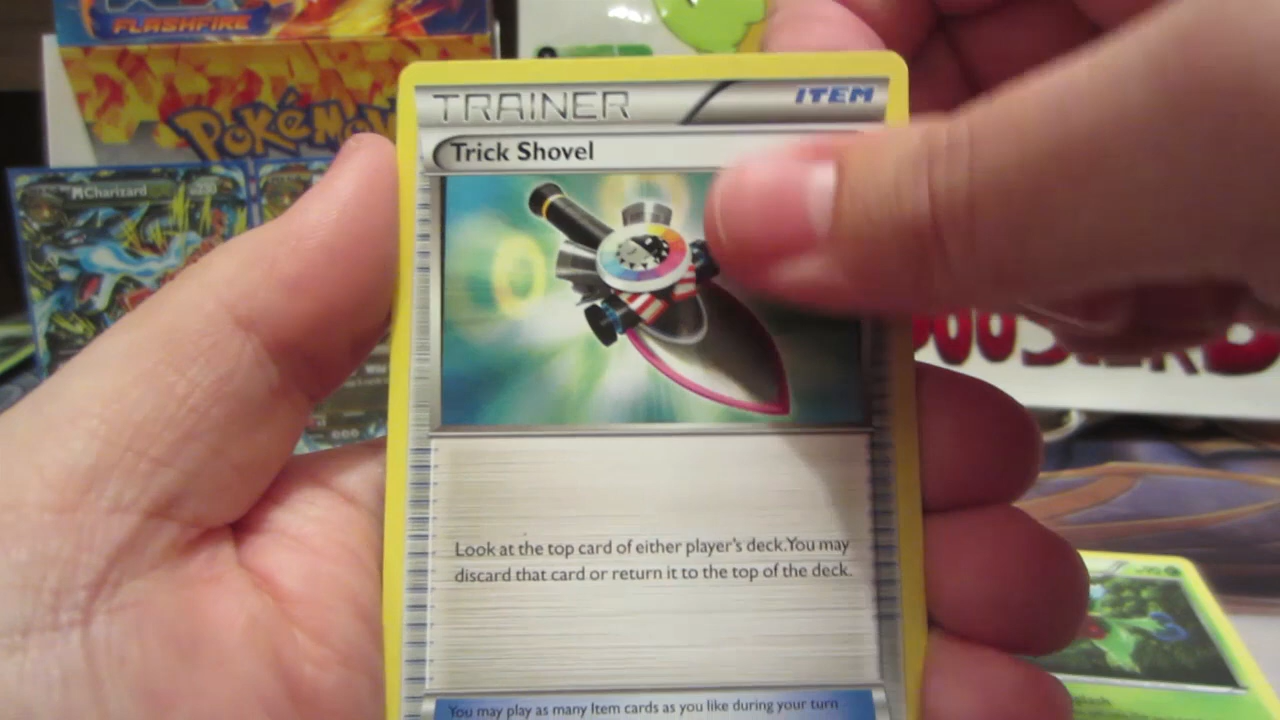 FLASHFIRE
POKéMON
TRAINER
ITEM
Trick Shovel
MCharizard
Look at the top card of either player's deck.You may
discard that card or return it to the top of the deck.
You may play as many Item cards as you like during your turn